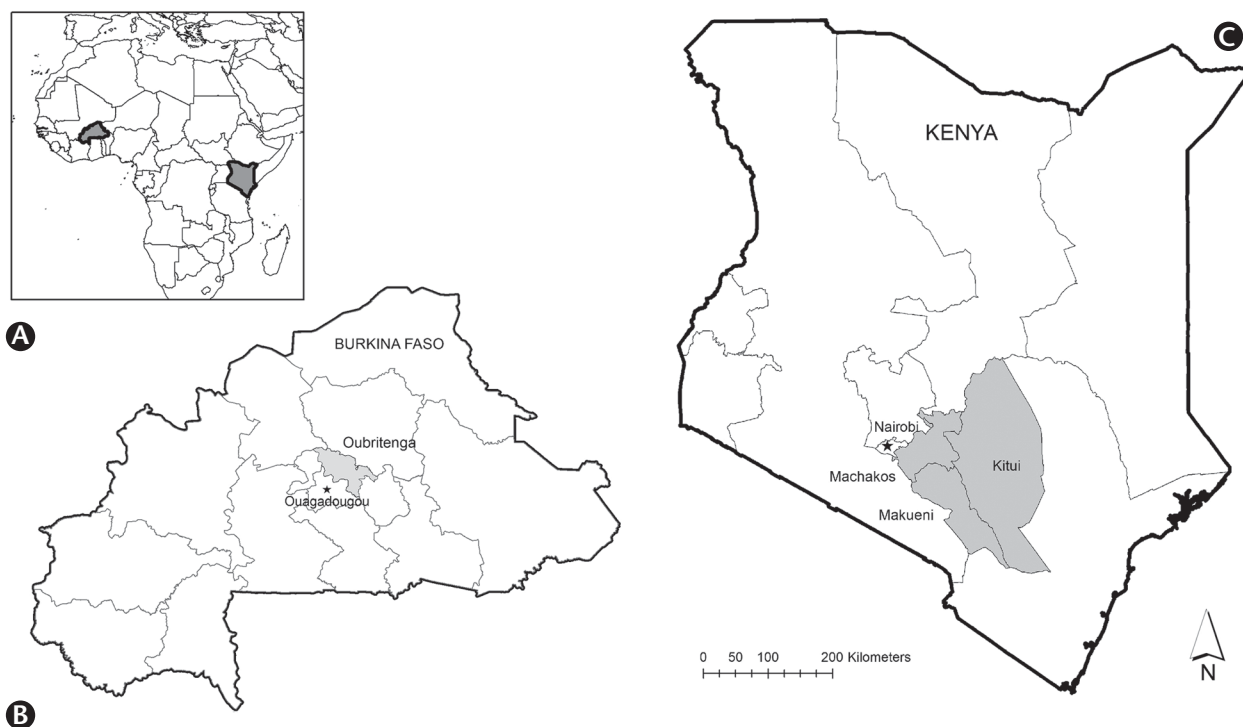 A
BURKINA FASO
Oubritenga
Ouagadougou
B
C
KENYA
Nairobi
Machakos
Kitui
Makueni
0 50 100 200 Kilometers
N